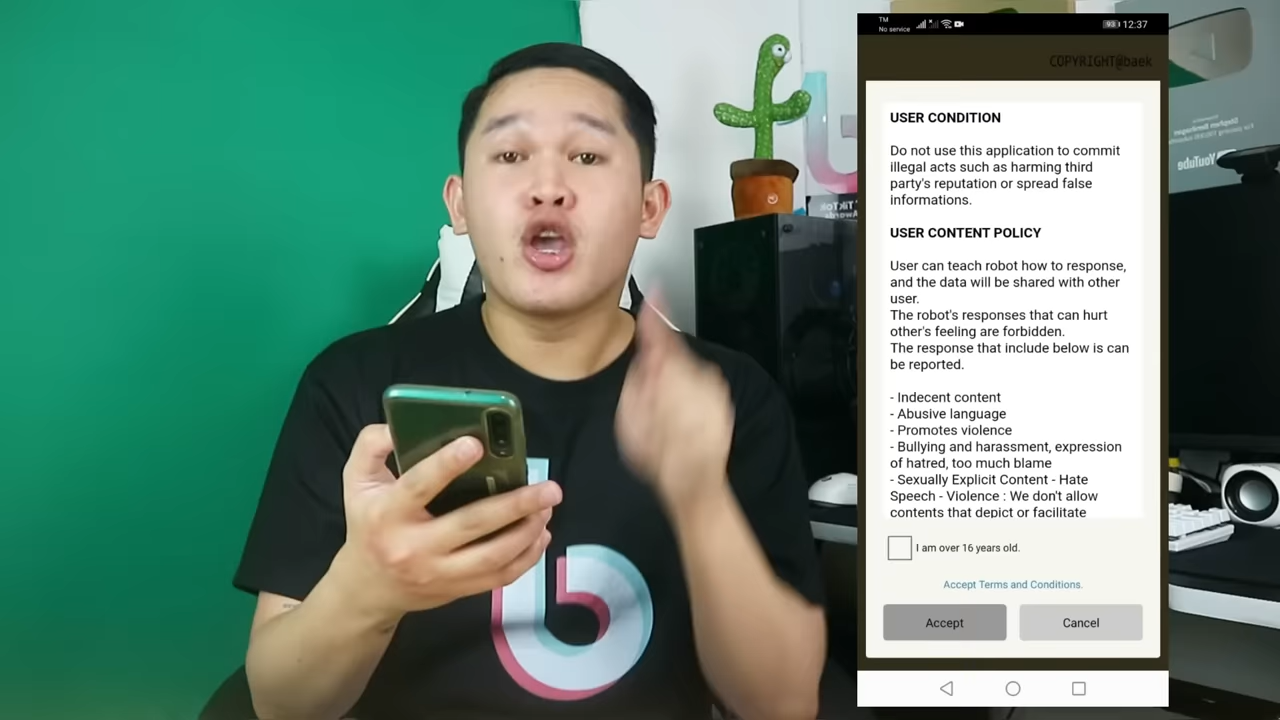 TM
No service
93
12:37
COPYRIGHT@baek
USER CONDITION
Do not use this application to commit
illegal acts such as harming third
party's reputation or spread false
informations.
USER CONTENT POLICY
User can teach robot how to response,
and the data will be shared with other
user.
The robot's responses that can hurt
other's feeling are forbidden.
The response that include below is can
be reported.
- Indecent content
- Abusive language
- Promotes violence
- Bullying and harassment, expression
of hatred, too much blame
- Sexually Explicit Content - Hate
Speech - Violence : We don't allow
contents that depict or facilitate
I am over 16 years old.
Accept Terms and Conditions.
Accept
Cancel
YouTube
TikTok
Awards
b